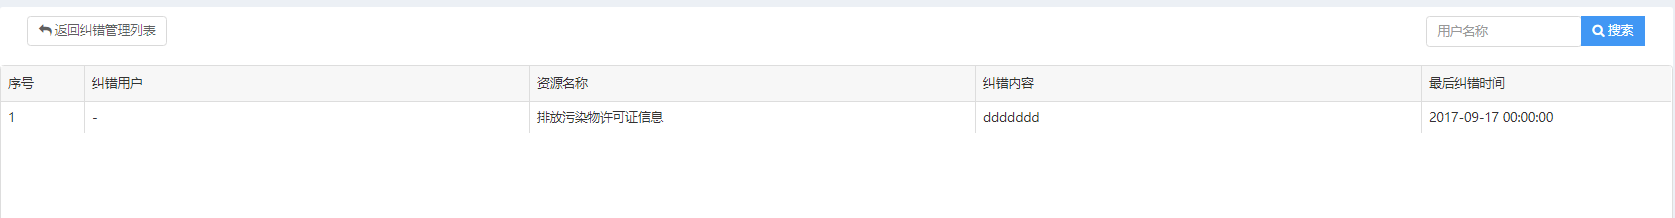 返回纠错管理列表 用户名称 搜索
序号 纠错用户 资源名称 纠错内容 最后纠错时间
1 - 排放污染物许可证信息 ddddddd 2017-09-17 00:00:00